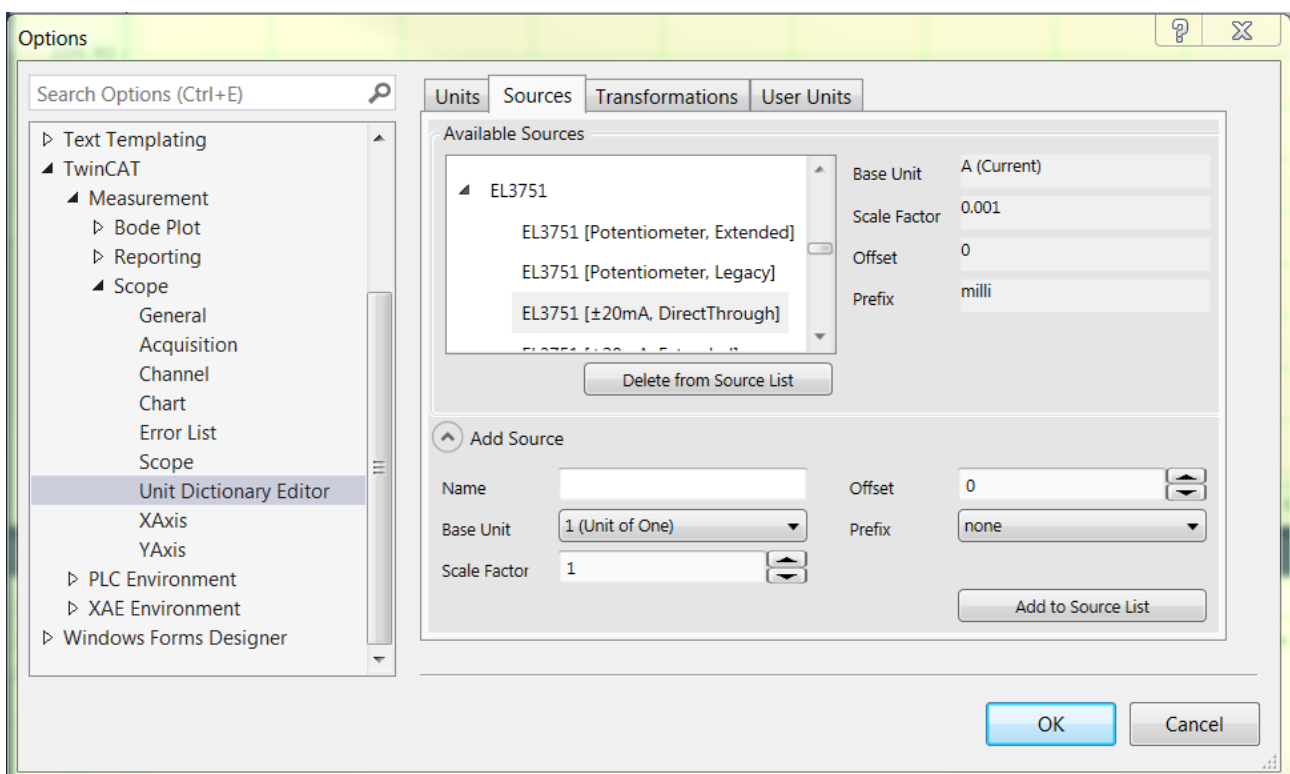 Options
Search Options (Ctrl+E)
Text Templating
TwinCAT
Measurement
Bode Plot
Reporting
Scope
General
Acquisition
Channel
Chart
Error List
Scope
Unit Dictionary Editor
XAxis
YAxis
PLC Environment
XAE Environment
Windows Forms Designer
Units Sources Transformations User Units
Available Sources
EL3751
EL3751 [Potentiometer, Extended]
EL3751 [Potentiometer, Legacy]
EL3751 [±20mA, DirectThrough]
Base Unit A (Current)
Scale Factor 0.001
Offset 0
Prefix milli
Delete from Source List
Add Source
Name
Offset 0
Base Unit 1 (Unit of One)
Prefix none
Scale Factor 1
Add to Source List
OK Cancel